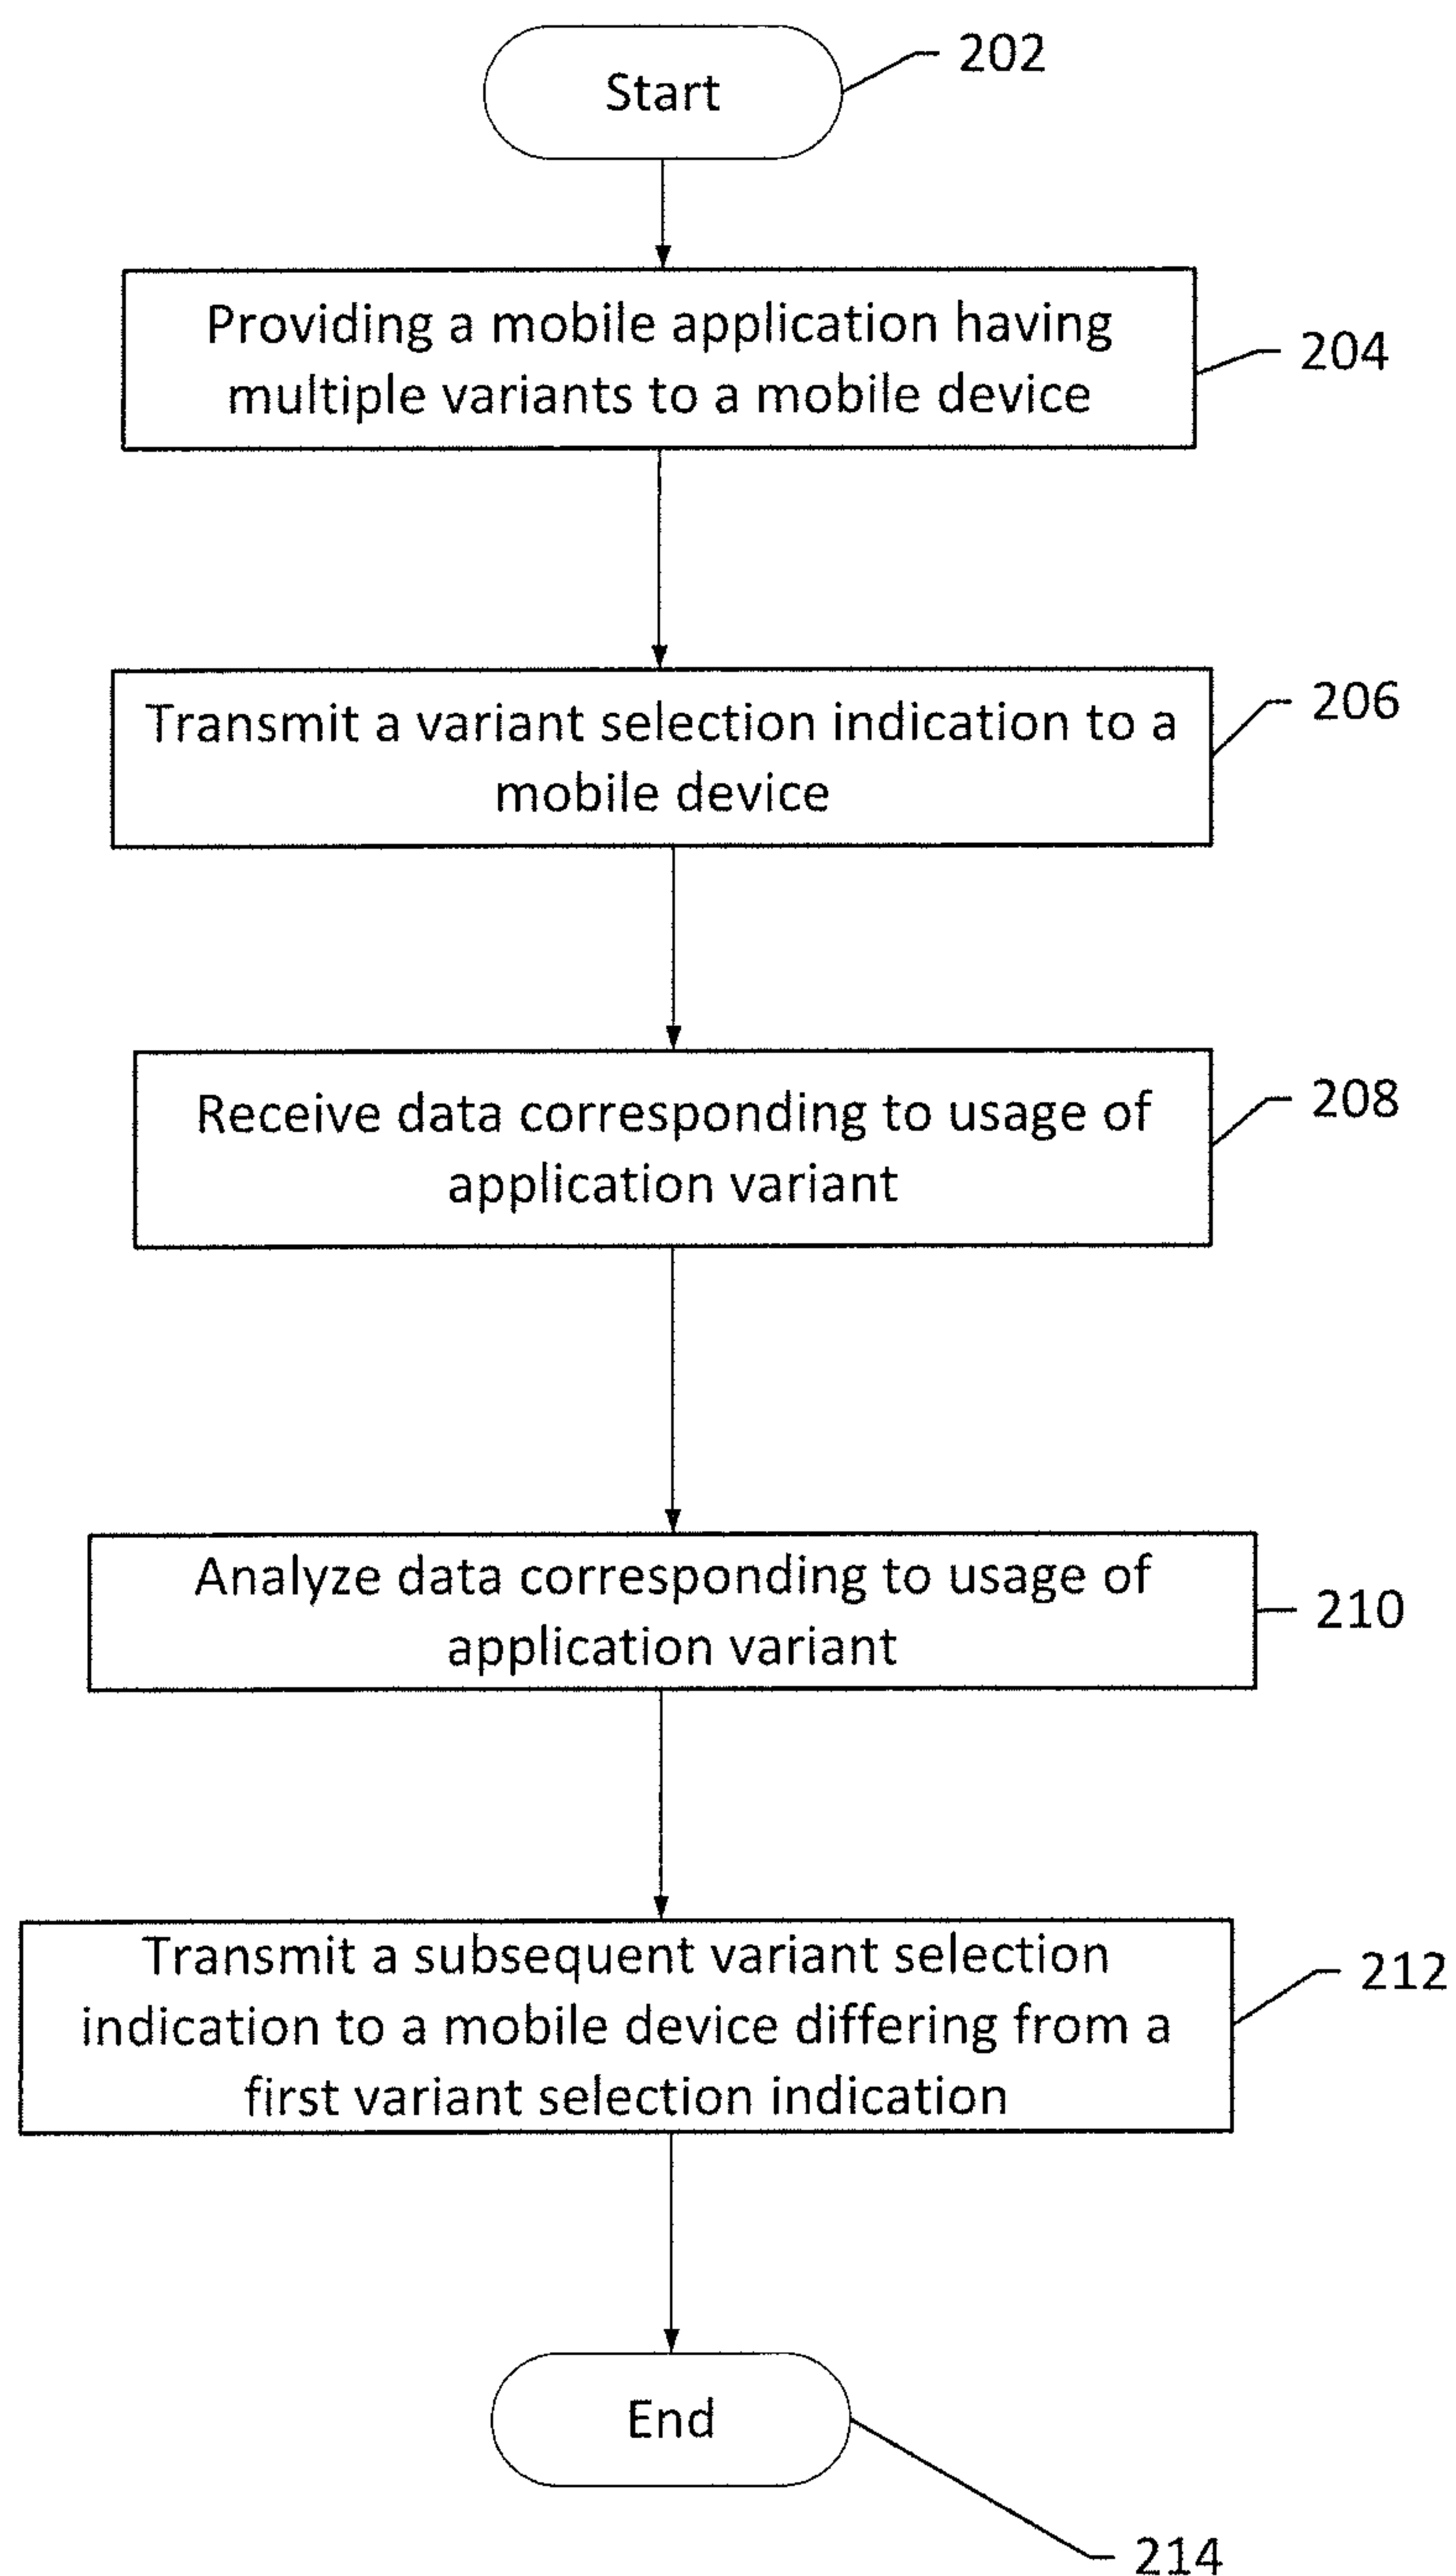 Start
202
Providing a mobile application having
multiple variants to a mobile device
204
Transmit a variant selection indication to a
mobile device
206
Receive data corresponding to usage of
application variant
208
Analyze data corresponding to usage of
application variant
210
Transmit a subsequent variant selection
indication to a mobile device differing from a
first variant selection indication
212
End
214